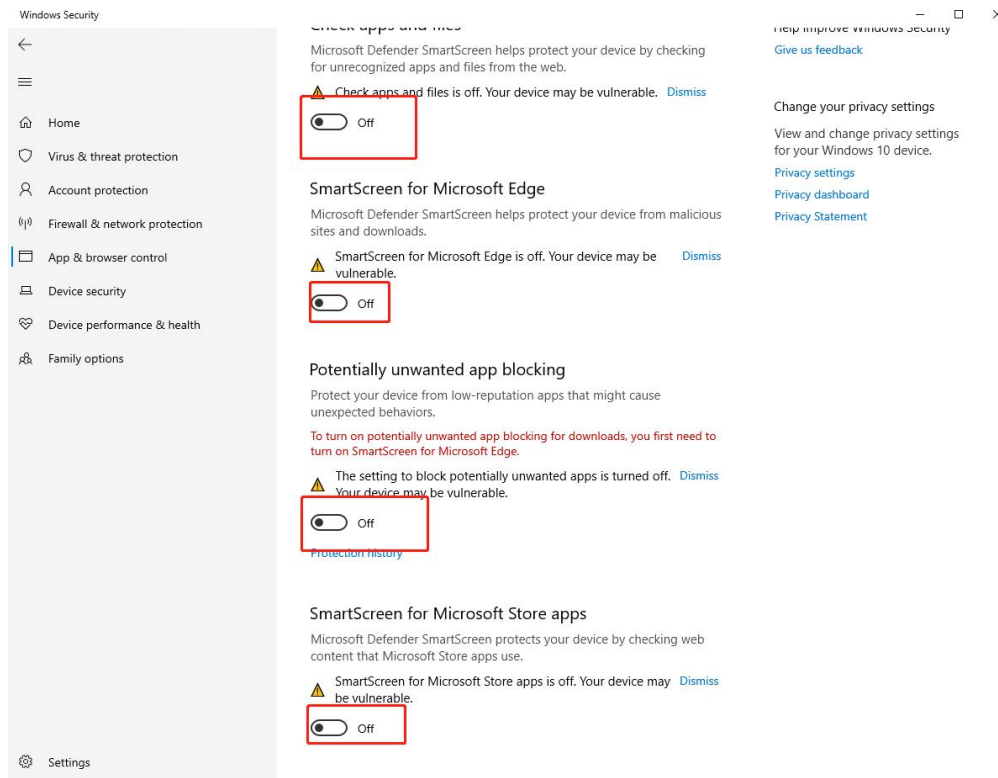 Windows Security
Home
Virus & threat protection
Account protection
Firewall & network protection
App & browser control
Device security
Device performance & health
Family options
Settings
Check apps and files
Microsoft Defender SmartScreen helps protect your device by checking
for unrecognized apps and files from the web.
Check apps and files is off. Your device may be vulnerable. Dismiss
Off
SmartScreen for Microsoft Edge
Microsoft Defender SmartScreen helps protect your device from malicious
sites and downloads.
SmartScreen for Microsoft Edge is off. Your device may be Dismiss
vulnerable.
Off
Potentially unwanted app blocking
Protect your device from low-reputation apps that might cause
unexpected behaviors.
To turn on potentially unwanted app blocking for downloads, you first need to
turn on SmartScreen for Microsoft Edge.
The setting to block potentially unwanted apps is turned off. Dismiss
Your device may be vulnerable.
Off
Protection history
SmartScreen for Microsoft Store apps
Microsoft Defender SmartScreen protects your device by checking web
content that Microsoft Store apps use.
SmartScreen for Microsoft Store apps is off. Your device may Dismiss
be vulnerable.
Off
Help improve Windows Security
Give us feedback
Change your privacy settings
View and change privacy settings
for your Windows 10 device.
Privacy settings
Privacy dashboard
Privacy Statement